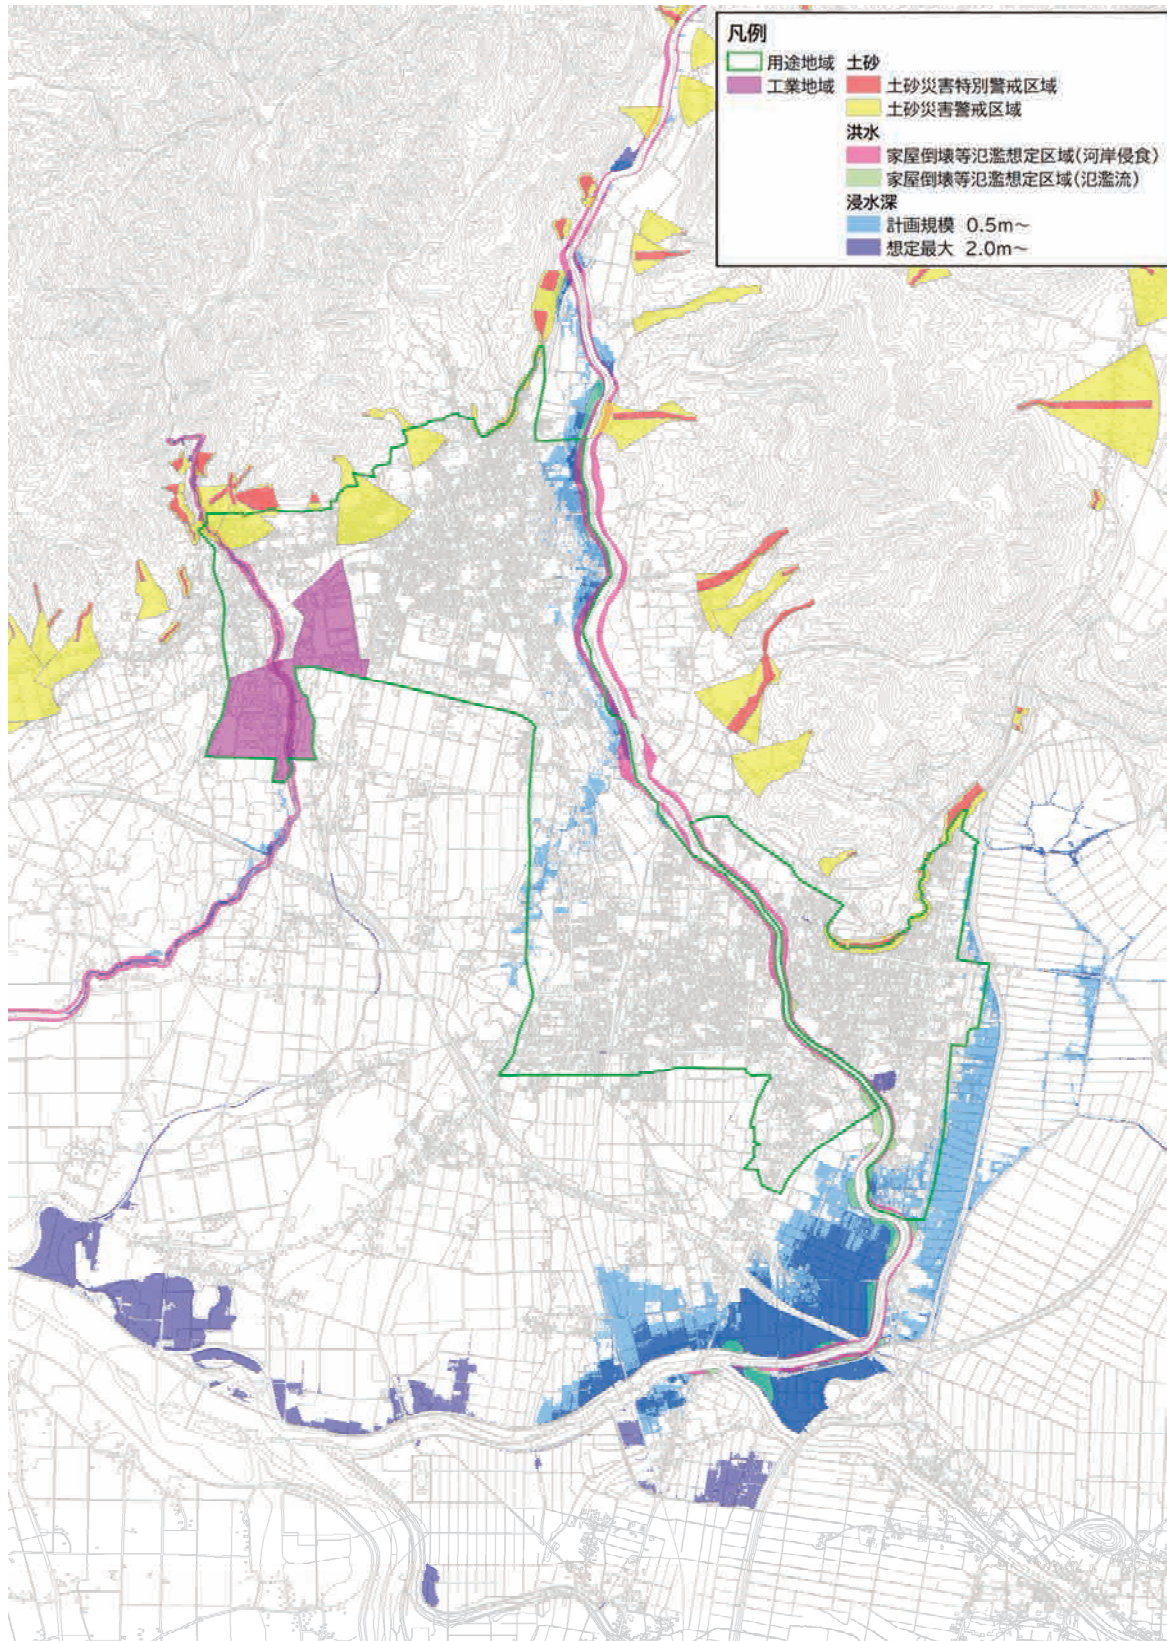 凡例
用途地域
工業地域
土砂
土砂災害特別警戒区域
土砂災害警戒区域
洪水
家屋倒壊等氾濫想定区域(河岸侵食)
家屋倒壊等氾濫想定区域(氾濫流)
浸水深
計画規模 0.5m〜
想定最大 2.0m〜